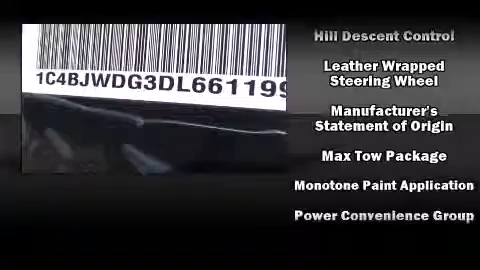 1C4BJWDG3DL661199
Hill Descent Control
Leather Wrapped
Steering Wheel
Manufacturer's
Statement of Origin
Max Tow Package
Monotone Paint Application
Power Convenience Group